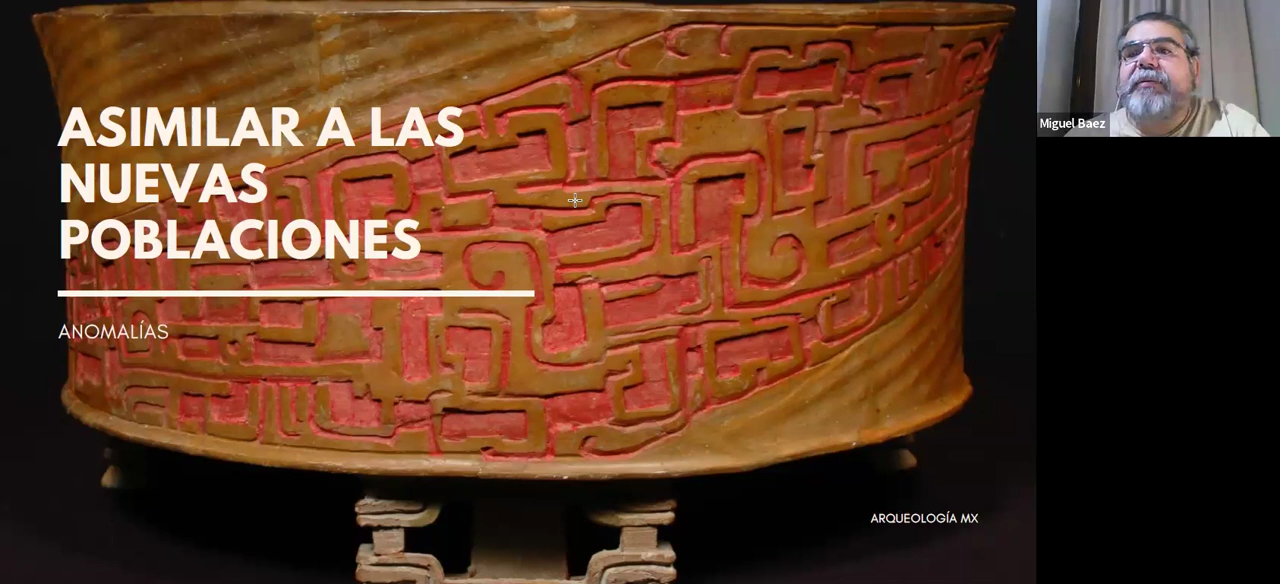 ASIMILAR A LAS
NUEVAS
POBLACIONES
ANOMALÍAS
ARQUEOLOGÍA MX
Miguel Baez